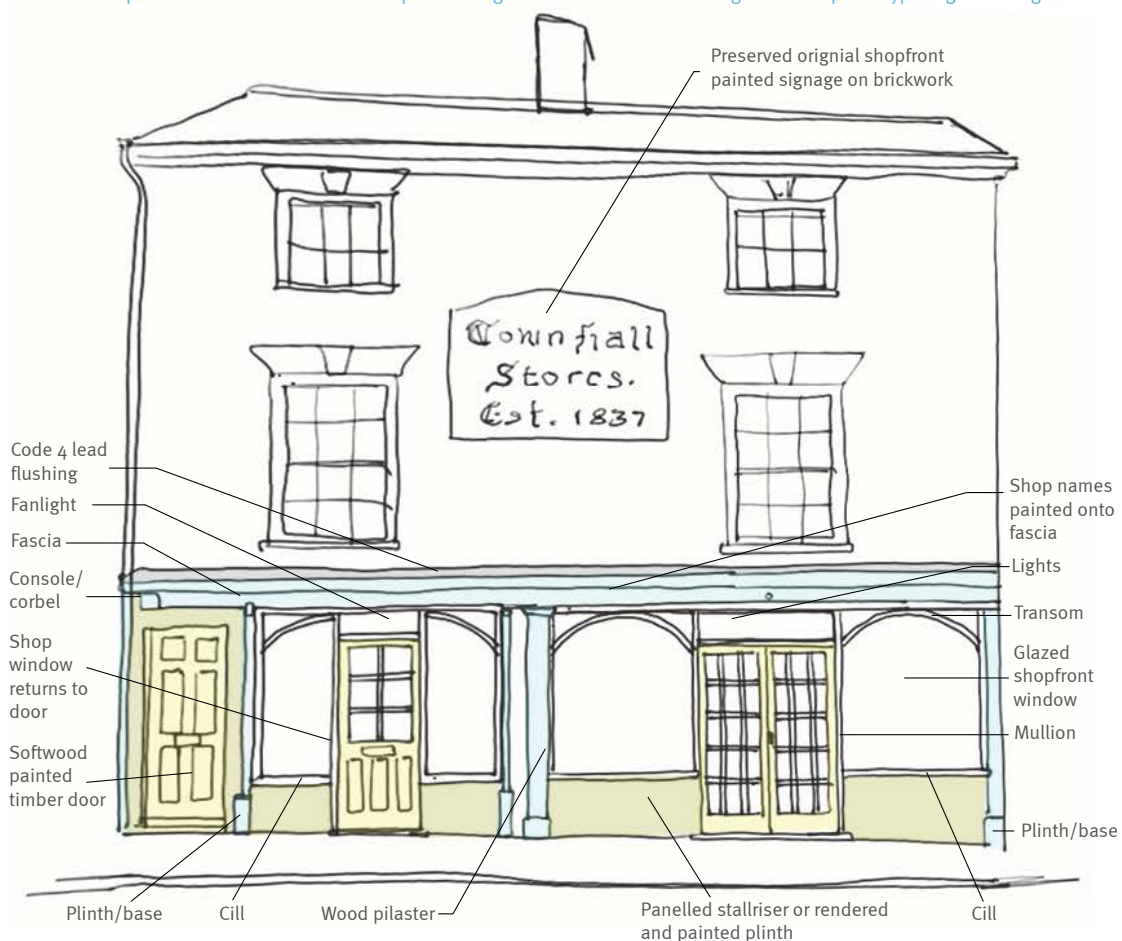 Preserved orignial shopfront
painted signage on brickwork
Townhall
Stores.
Est. 1837
Code 4 lead
flushing
Fanlight
Fascia
Console/
corbel
Shop
window
returns to
door
Softwood
painted
timber door
Shop names
painted onto
fascia
Lights
Transom
Glazed
shopfront
window
Mullion
Plinth/base
Plinth/base
Cill
Wood pilaster
Panelled stallriser or rendered
and painted plinth
Cill